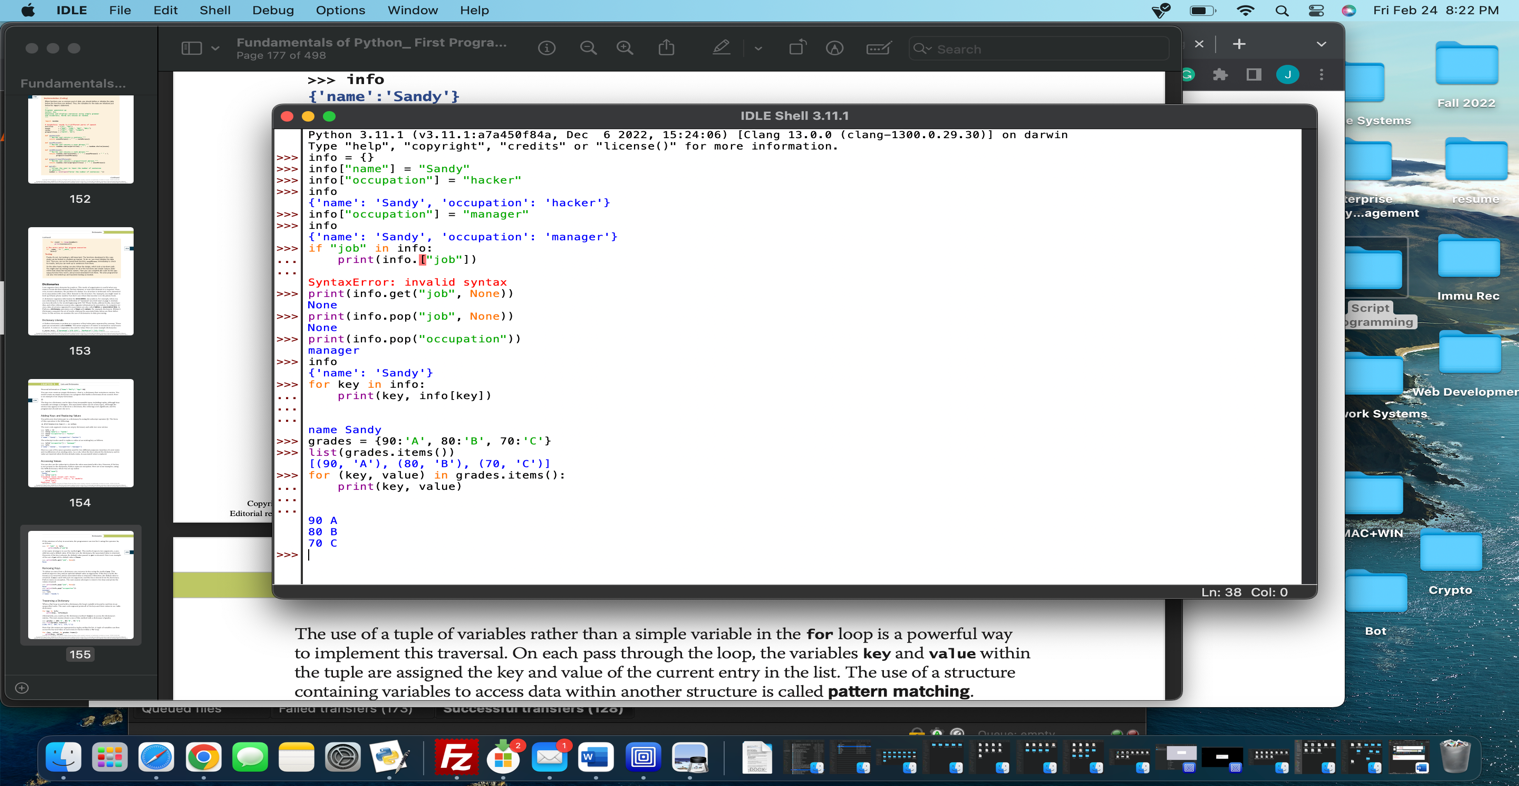 IDLE File Edit Shell Debug Options Window Help Fri Feb 24 8:22 PM
Fundamentals of Python_ First Progra...
Page 177 of 498
Search
Fundamentals...
J
>>> info
{'name':'Sandy'}
IDLE Shell 3.11.1
Python 3.11.1 (v3.11.1:a7a450f84a, Dec  6 2022, 15:24:06) [Clang 13.0.0 (clang-1300.0.29.30)] on darwin
Type "help", "copyright", "credits" or "license()" for more information.
>>> info = {}
>>> info["name"] = "Sandy"
>>> info["occupation"] = "hacker"
>>> info
{'name': 'Sandy', 'occupation': 'hacker'}
>>> info["occupation"] = "manager"
>>> info
{'name': 'Sandy', 'occupation': 'manager'}
>>> if "job" in info:
...     print(info.["job"])
...
SyntaxError: invalid syntax
>>> print(info.get("job", None))
None
>>> print(info.pop("job", None))
None
>>> print(info.pop("occupation"))
manager
>>> info
{'name': 'Sandy'}
>>> for key in info:
...     print(key, info[key])
...
...
name Sandy
>>> grades = {90:'A', 80:'B', 70:'C'}
>>> list(grades.items())
[(90, 'A'), (80, 'B'), (70, 'C')]
>>> for (key, value) in grades.items():
...     print(key, value)
...
...
90 A
80 B
70 C
>>>
Ln: 38 Col: 0
152
153
154
155
Copyr
Editorial re
The use of a tuple of variables rather than a simple variable in the for loop is a powerful way
to implement this traversal. On each pass through the loop, the variables key and value within
the tuple are assigned the key and value of the current entry in the list. The use of a structure
containing variables to access data within another structure is called pattern matching.
Queued files Failed transfers (173) Successful transfers (128)
Queue: empty
Fall 2022
e Systems
erprise
y...agement
resume
Immu Rec
Script
ogramming
Web Developmer
work Systems
MAC+WIN
Crypto
Bot
2
1